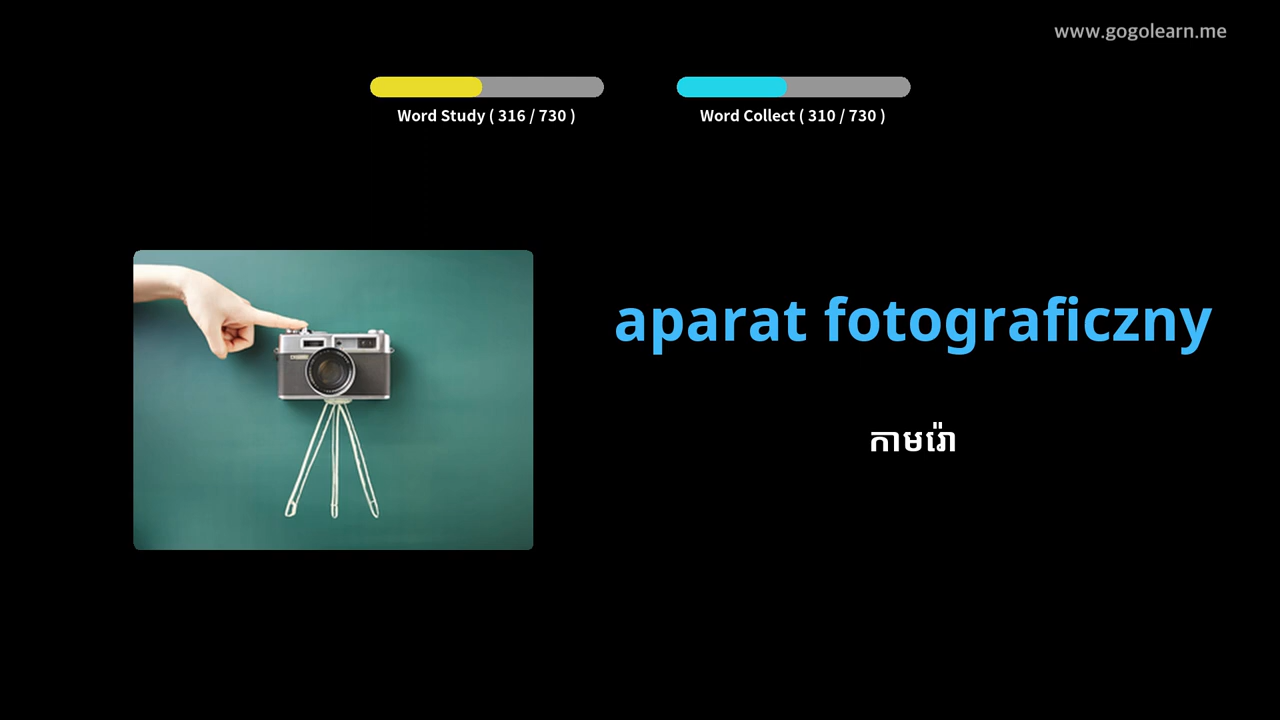 www.gogolearn.me
Word Study ( 316 / 730 )
Word Collect ( 310 / 730 )
aparat fotograficzny
កាមរ៉ោ